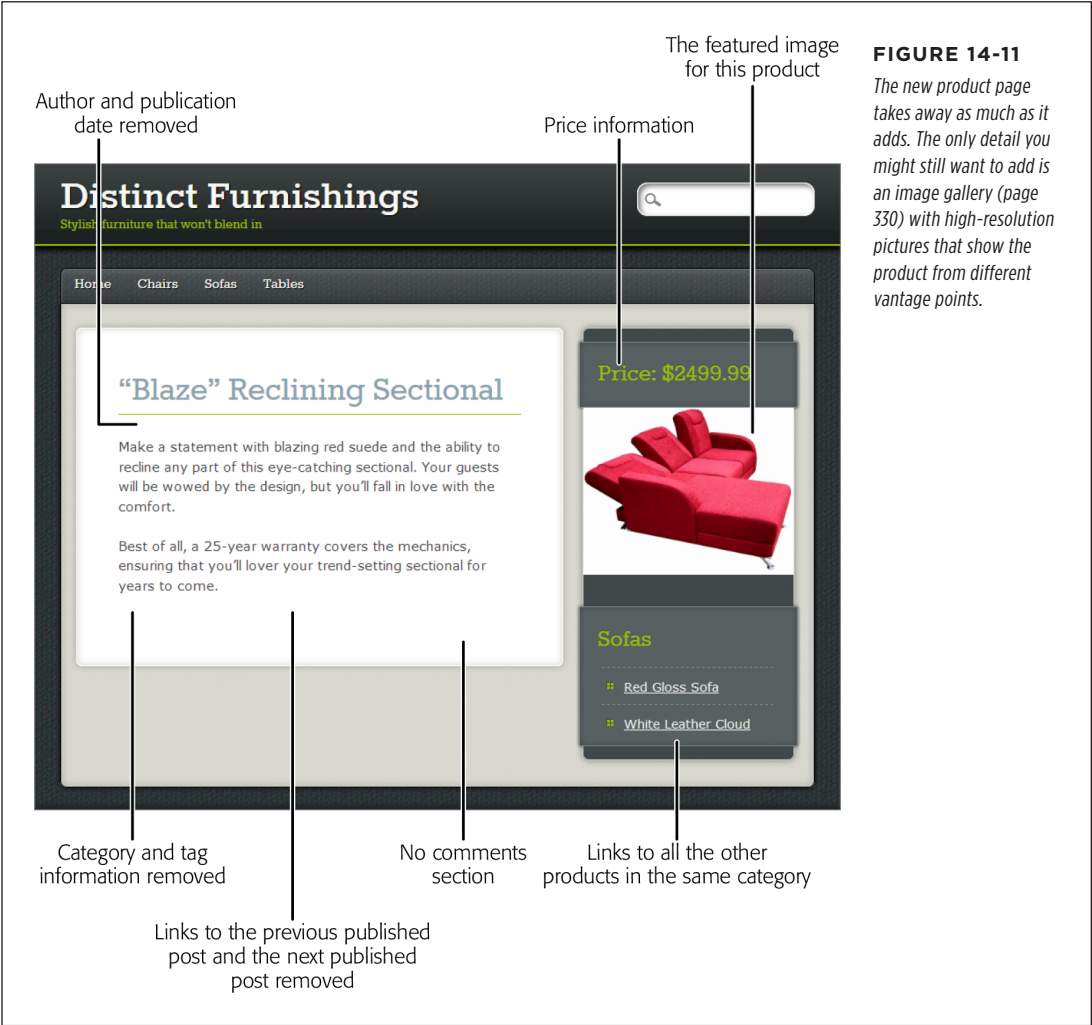 The featured image
for this product
FIGURE 14-11
The new product page
takes away as much as it
adds. The only detail you
might still want to add is
an image gallery (page
330) with high-resolution
pictures that show the
product from different
vantage points.
Author and publication
date removed
Price information
Distinct Furnishings
Stylish furniture that won't blend in
Home Chairs Sofas Tables
“Blaze” Reclining Sectional
Make a statement with blazing red suede and the ability to
recline any part of this eye-catching sectional. Your guests
will be wowed by the design, but you’ll fall in love with the
comfort.
Best of all, a 25-year warranty covers the mechanics,
ensuring that you’ll lover your trend-setting sectional for
years to come.
Price: $2499.99
Sofas
Red Gloss Sofa
White Leather Cloud
Category and tag
information removed
Links to the previous published
post and the next published
post removed
No comments
section
Links to all the other
products in the same category